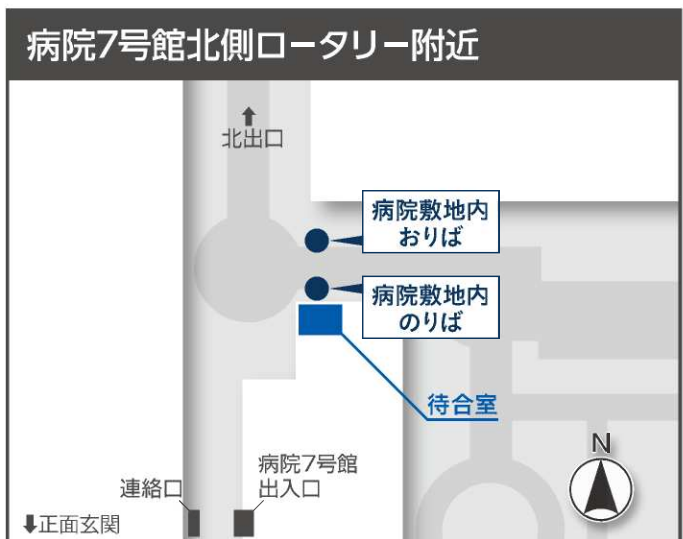 病院7号館北側ロータリー附近
↑
北出口
病院敷地内
おりば
病院敷地内
のりば
待合室
N
病院7号館
出入口
連絡口
⬇正面玄関